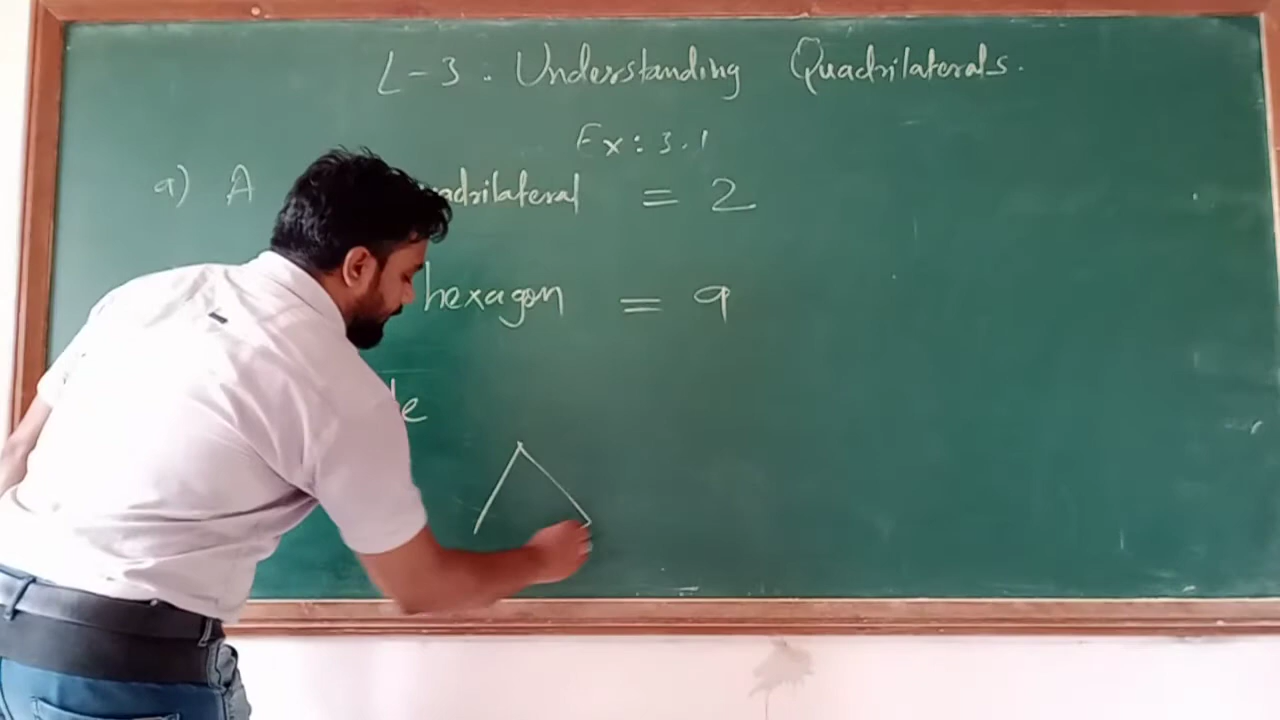 L-3. Understanding Quadrilaterals.
Ex: 3.1
a) A adrilateral = 2
hexagon = 9
le